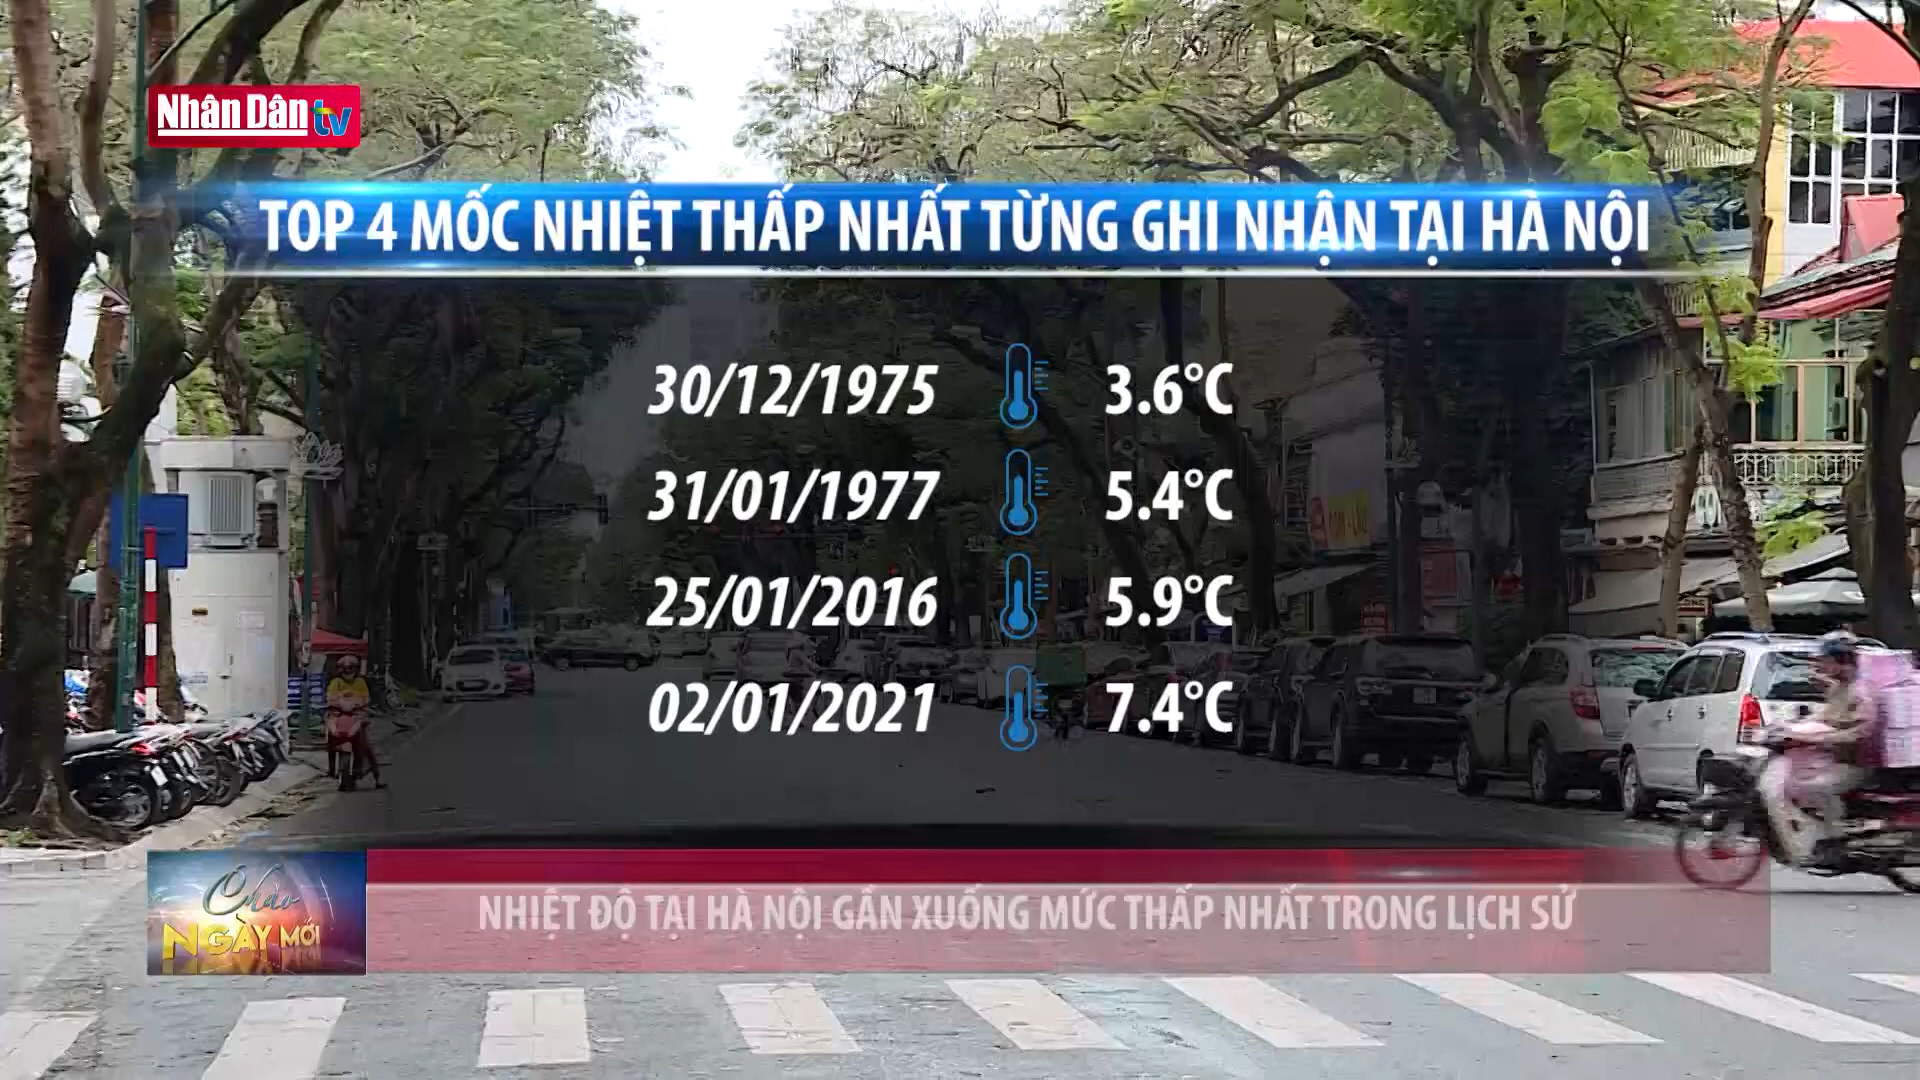 Nhân Dân tv
TOP 4 MỐC NHIỆT THẤP NHẤT TỪNG GHI NHẬN TẠI HÀ NỘI
30/12/1975 3.6°C
31/01/1977 5.4°C
25/01/2016 5.9°C
02/01/2021 7.4°C
Chào
NGÀY MỚI
NHIỆT ĐỘ TẠI HÀ NỘI GẦN XUỐNG MỨC THẤP NHẤT TRONG LỊCH SỬ